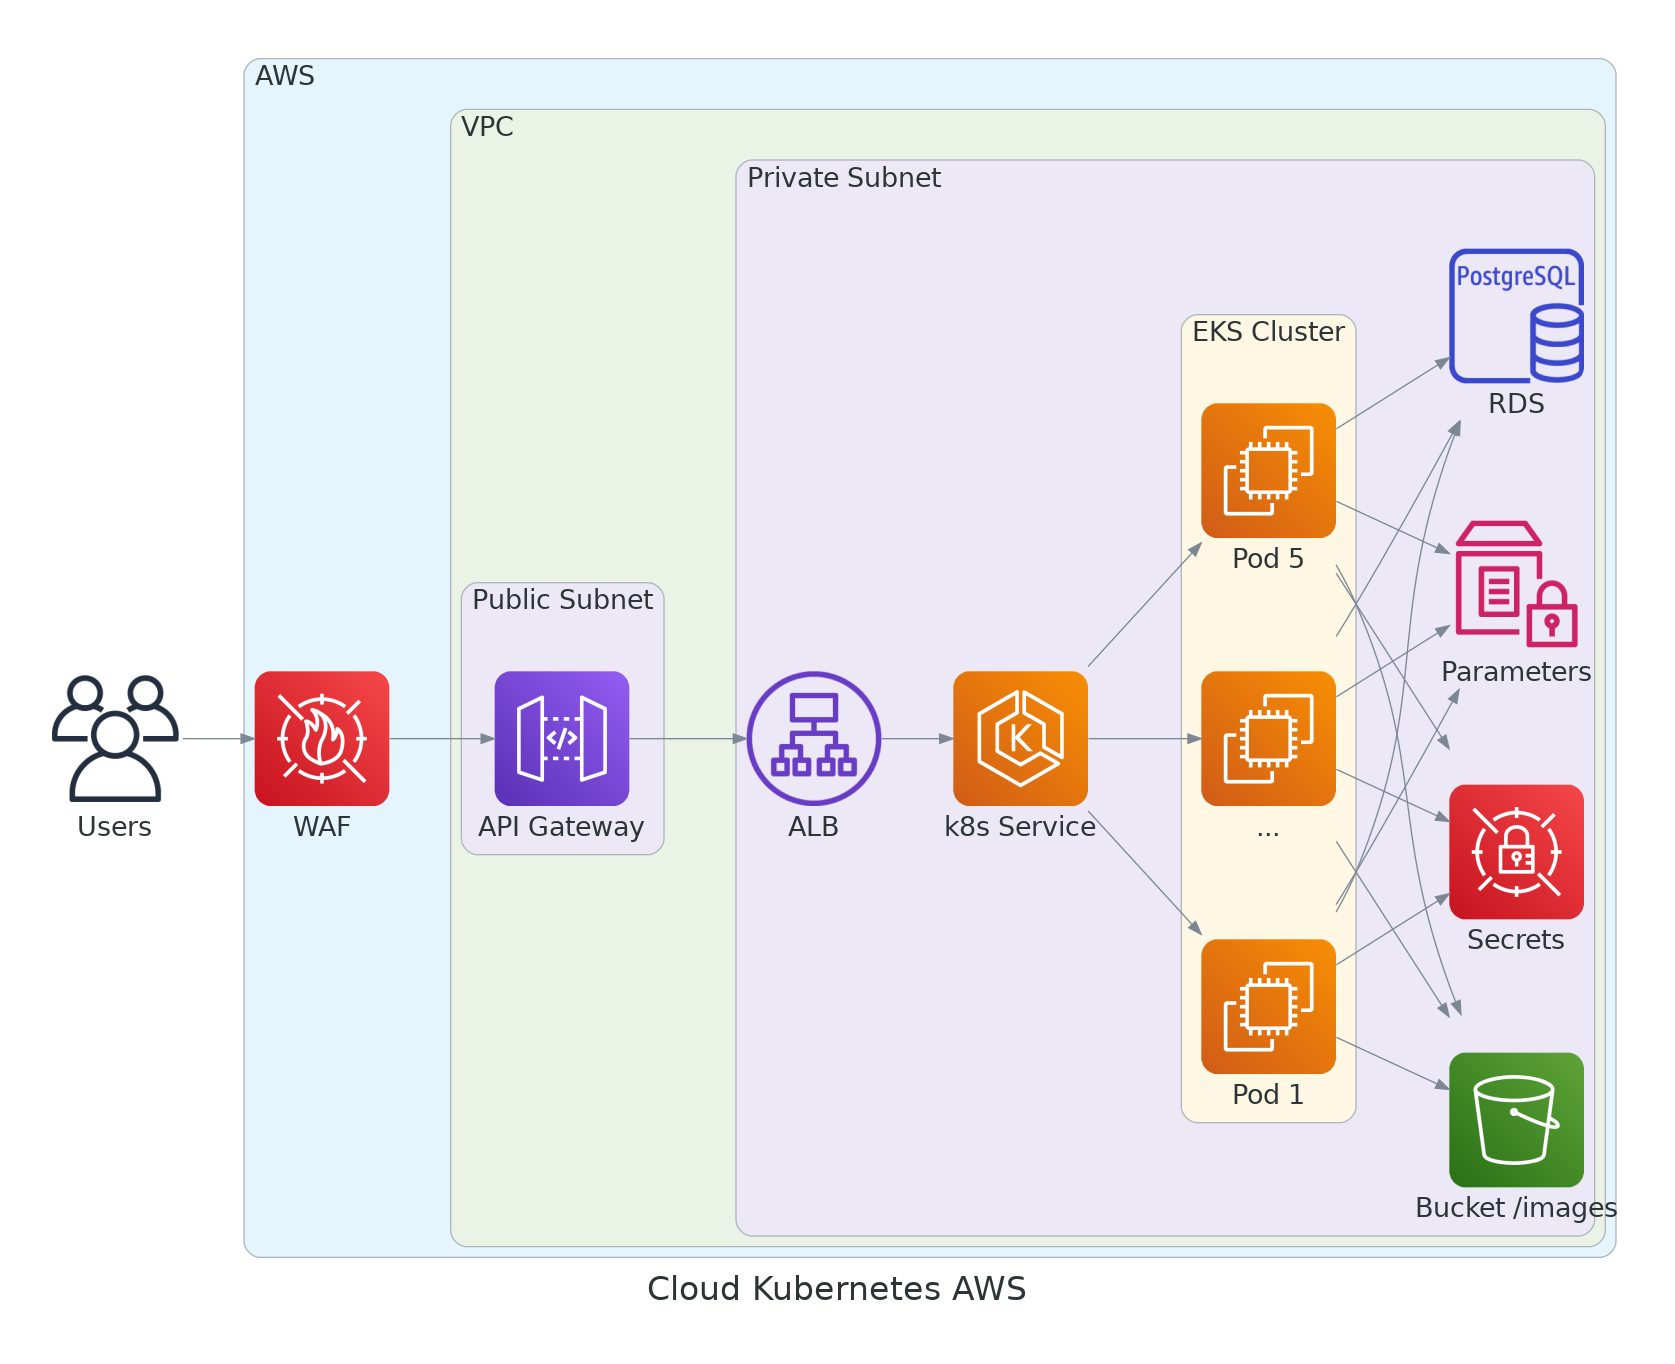 AWS
VPC
Private Subnet
PostgreSQL
EKS Cluster
RDS
Pod 5
Public Subnet
Parameters
</>
K
Users
WAF
API Gateway
ALB
k8s Service
...
Secrets
Pod 1
Bucket /images
Cloud Kubernetes AWS